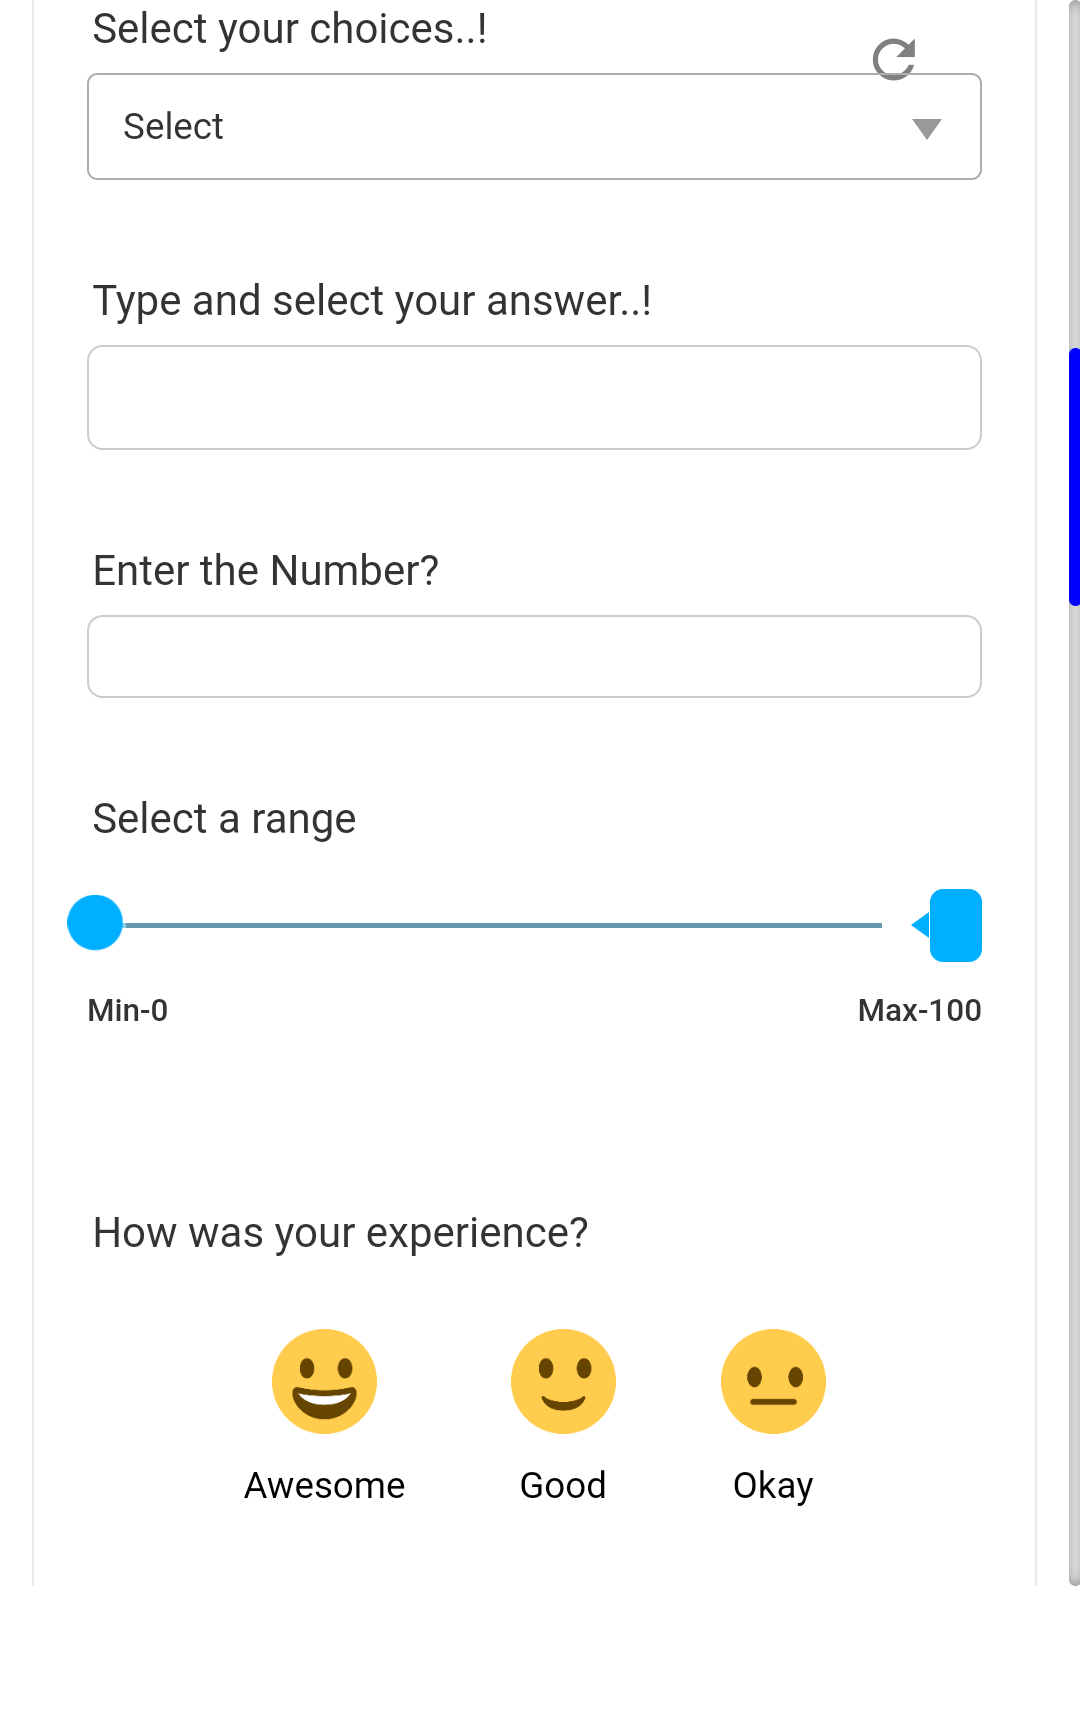 Select your choices..!
Select
Type and select your answer..!
Enter the Number?
Select a range
Min-0
Max-100
How was your experience?
Awesome
Good
Okay